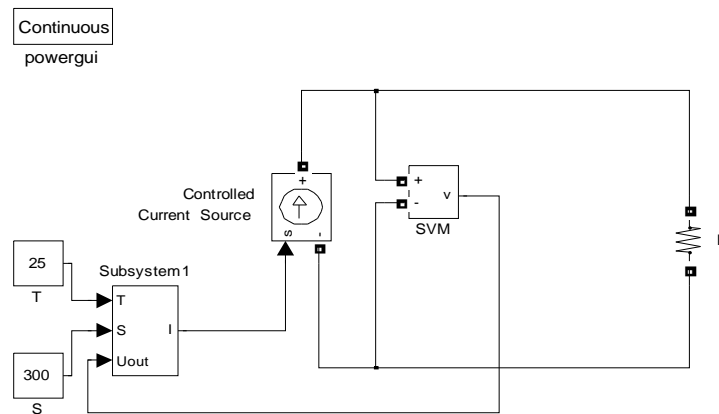 Continuous
powergui
Controlled
Current Source
+
s
-
+
-
v
SVM
25
T
Subsystem1
T
S
Uout
I
300
S